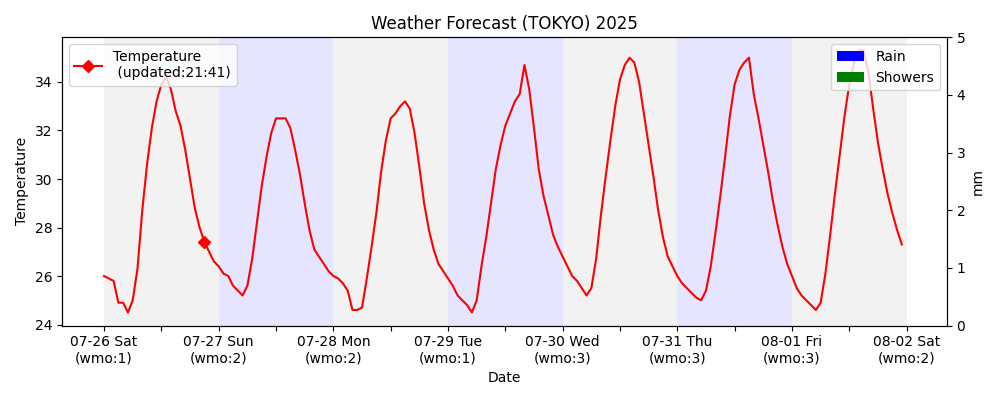 Weather Forecast (TOKYO) 2025
Temperature
(updated:21:41)
Rain
Showers
Temperature
34
32
30
28
26
24
5
4
3
2
1
0
mm
07-26 Sat
(wmo:1)
07-27 Sun
(wmo:2)
07-28 Mon
(wmo:2)
07-29 Tue
(wmo:1)
07-30 Wed
(wmo:3)
07-31 Thu
(wmo:3)
08-01 Fri
(wmo:3)
08-02 Sat
(wmo:2)
Date